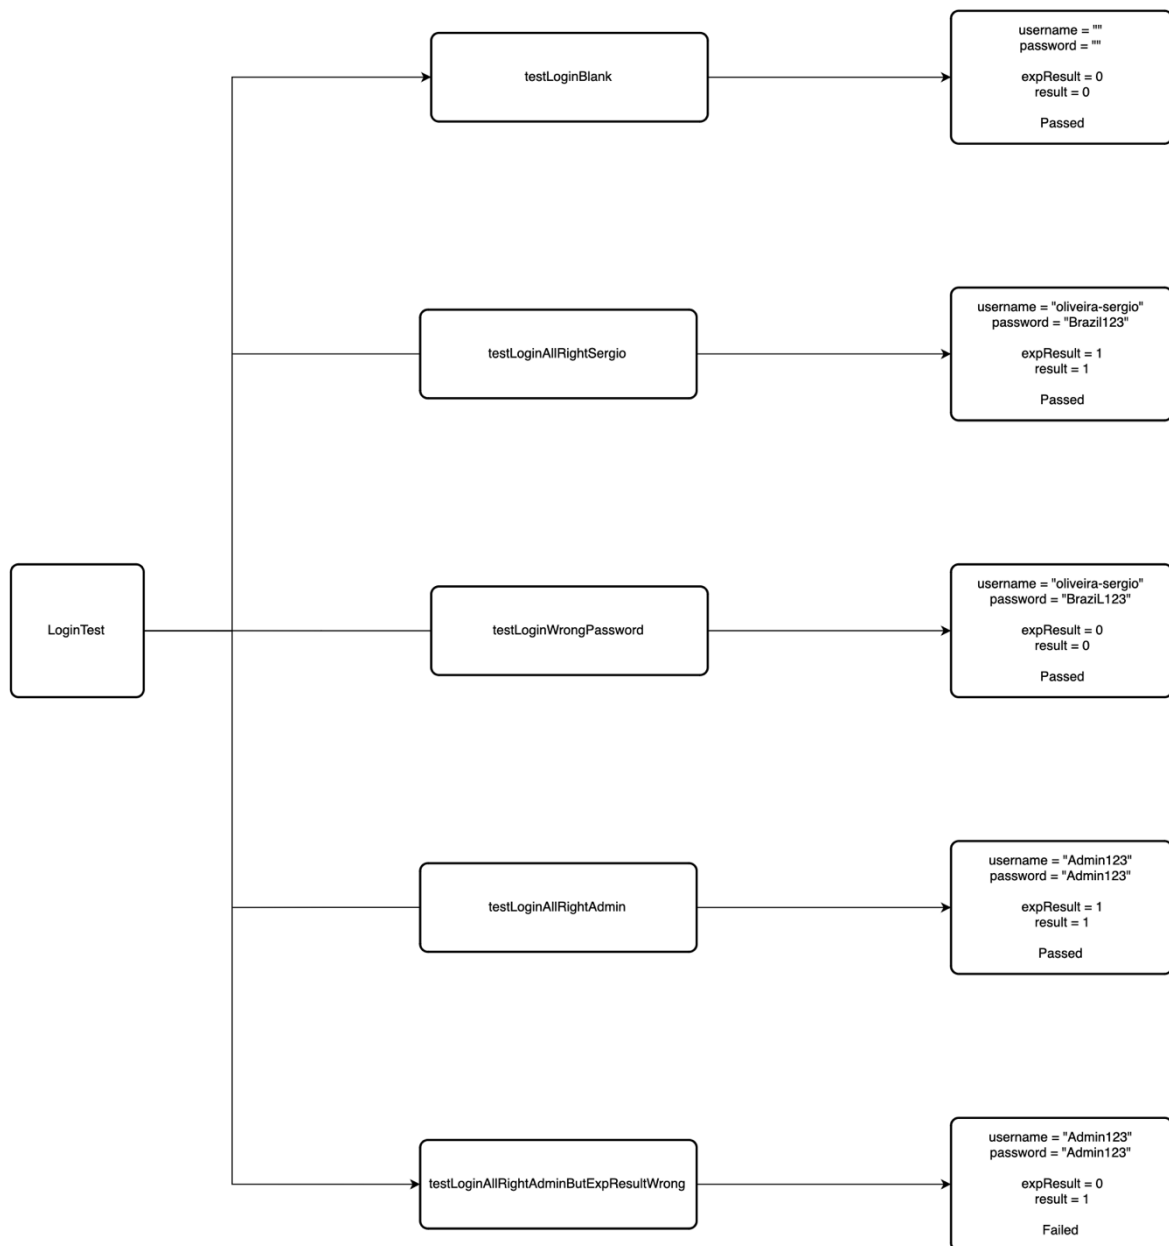 testLoginBlank
username = ""
password = ""
expResult = 0
result = 0
Passed
testLoginAllRightSergio
username = "oliveira-sergio"
password = "Brazil123"
expResult = 1
result = 1
Passed
LoginTest
testLoginWrongPassword
username = "oliveira-sergio"
password = "BraziL123"
expResult = 0
result = 0
Passed
testLoginAllRightAdmin
username = "Admin123"
password = "Admin123"
expResult = 1
result = 1
Passed
testLoginAllRightAdminButExpResultWrong
username = "Admin123"
password = "Admin123"
expResult = 0
result = 1
Failed